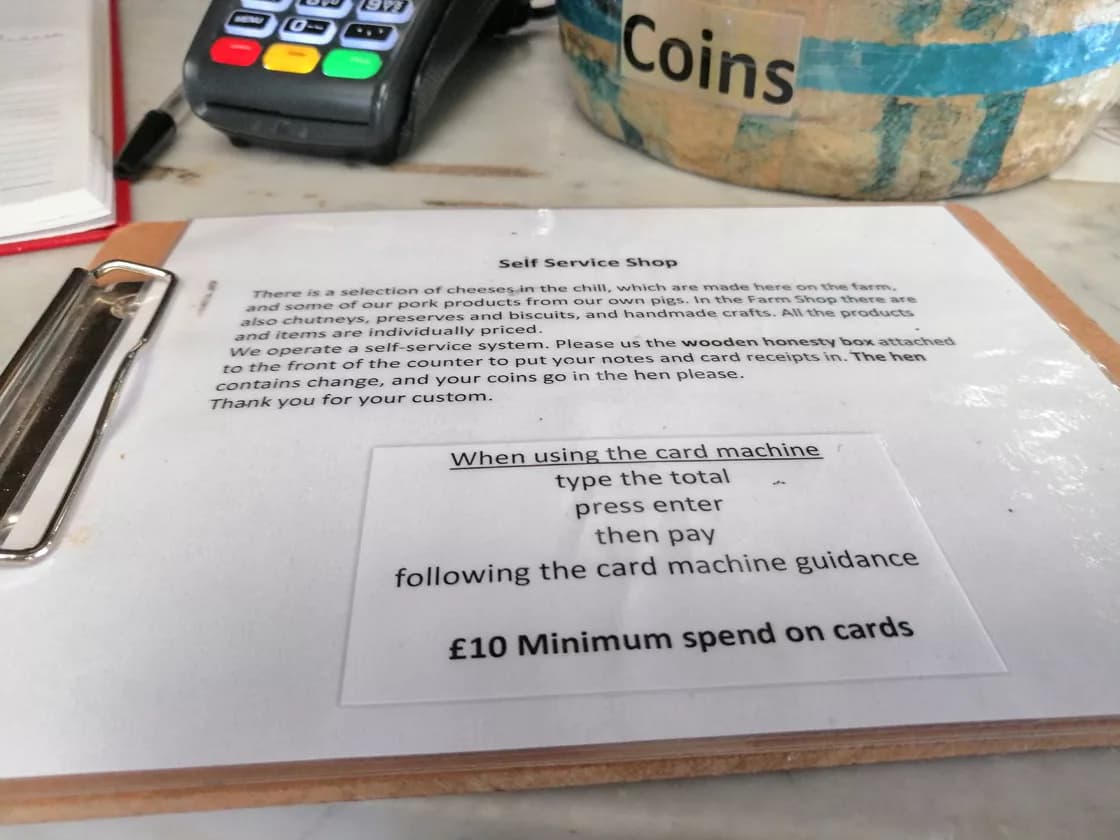 MENU
Coins
Self Service Shop
There is a selection of cheeses in the chill, which are made here on the farm,
and some of our pork products from our own pigs. In the Farm Shop there are
also chutneys, preserves and biscuits, and handmade crafts. All the products
and items are individually priced.
We operate a self-service system. Please us the wooden honesty box attached
to the front of the counter to put your notes and card receipts in. The hen
contains change, and your coins go in the hen please.
Thank you for your custom.
When using the card machine
type the total
press enter
then pay
following the card machine guidance
£10 Minimum spend on cards